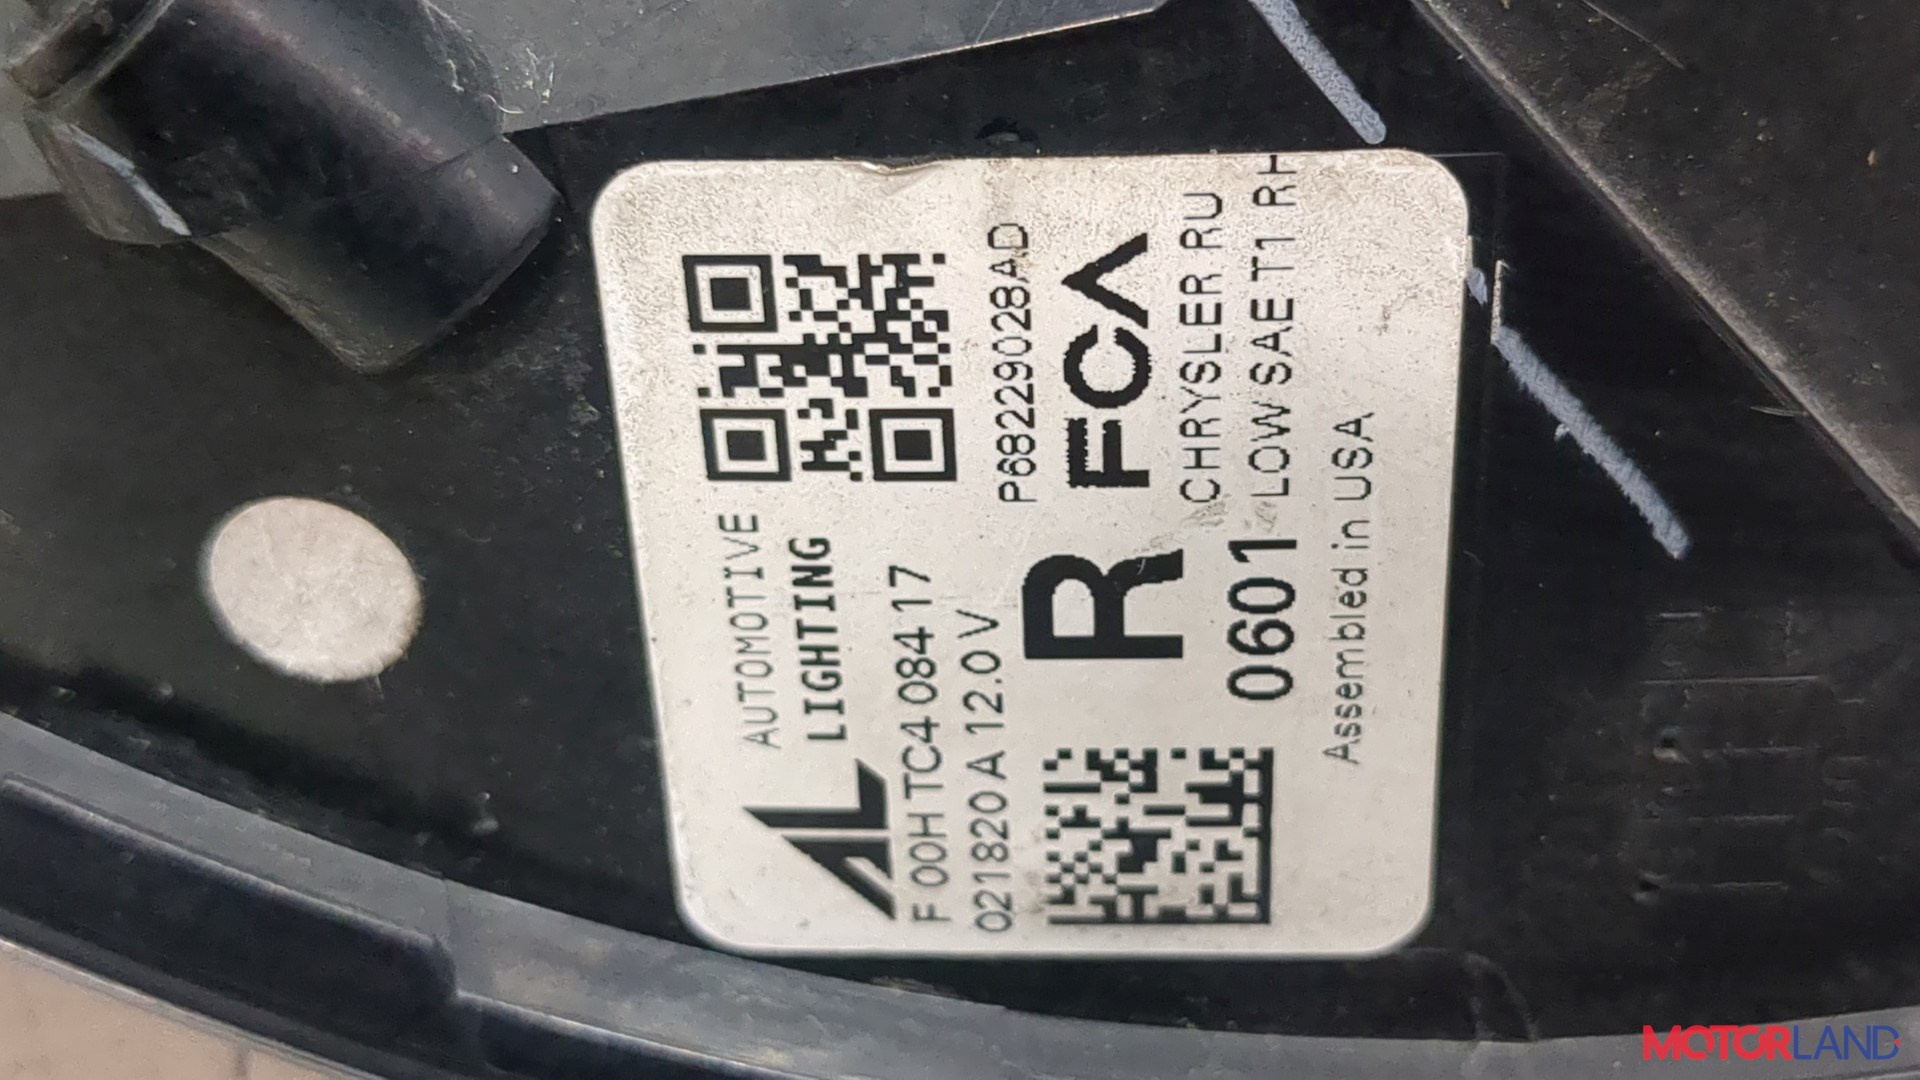 AL AUTOMOTIVE
LIGHTING
F 00H TC4 084 17
021820 A 12.0 V
P68229028AD
R FCA
CHRYSLER RU
0601 LOW SAE T1 RH
Assembled in USA
MOTORLAND